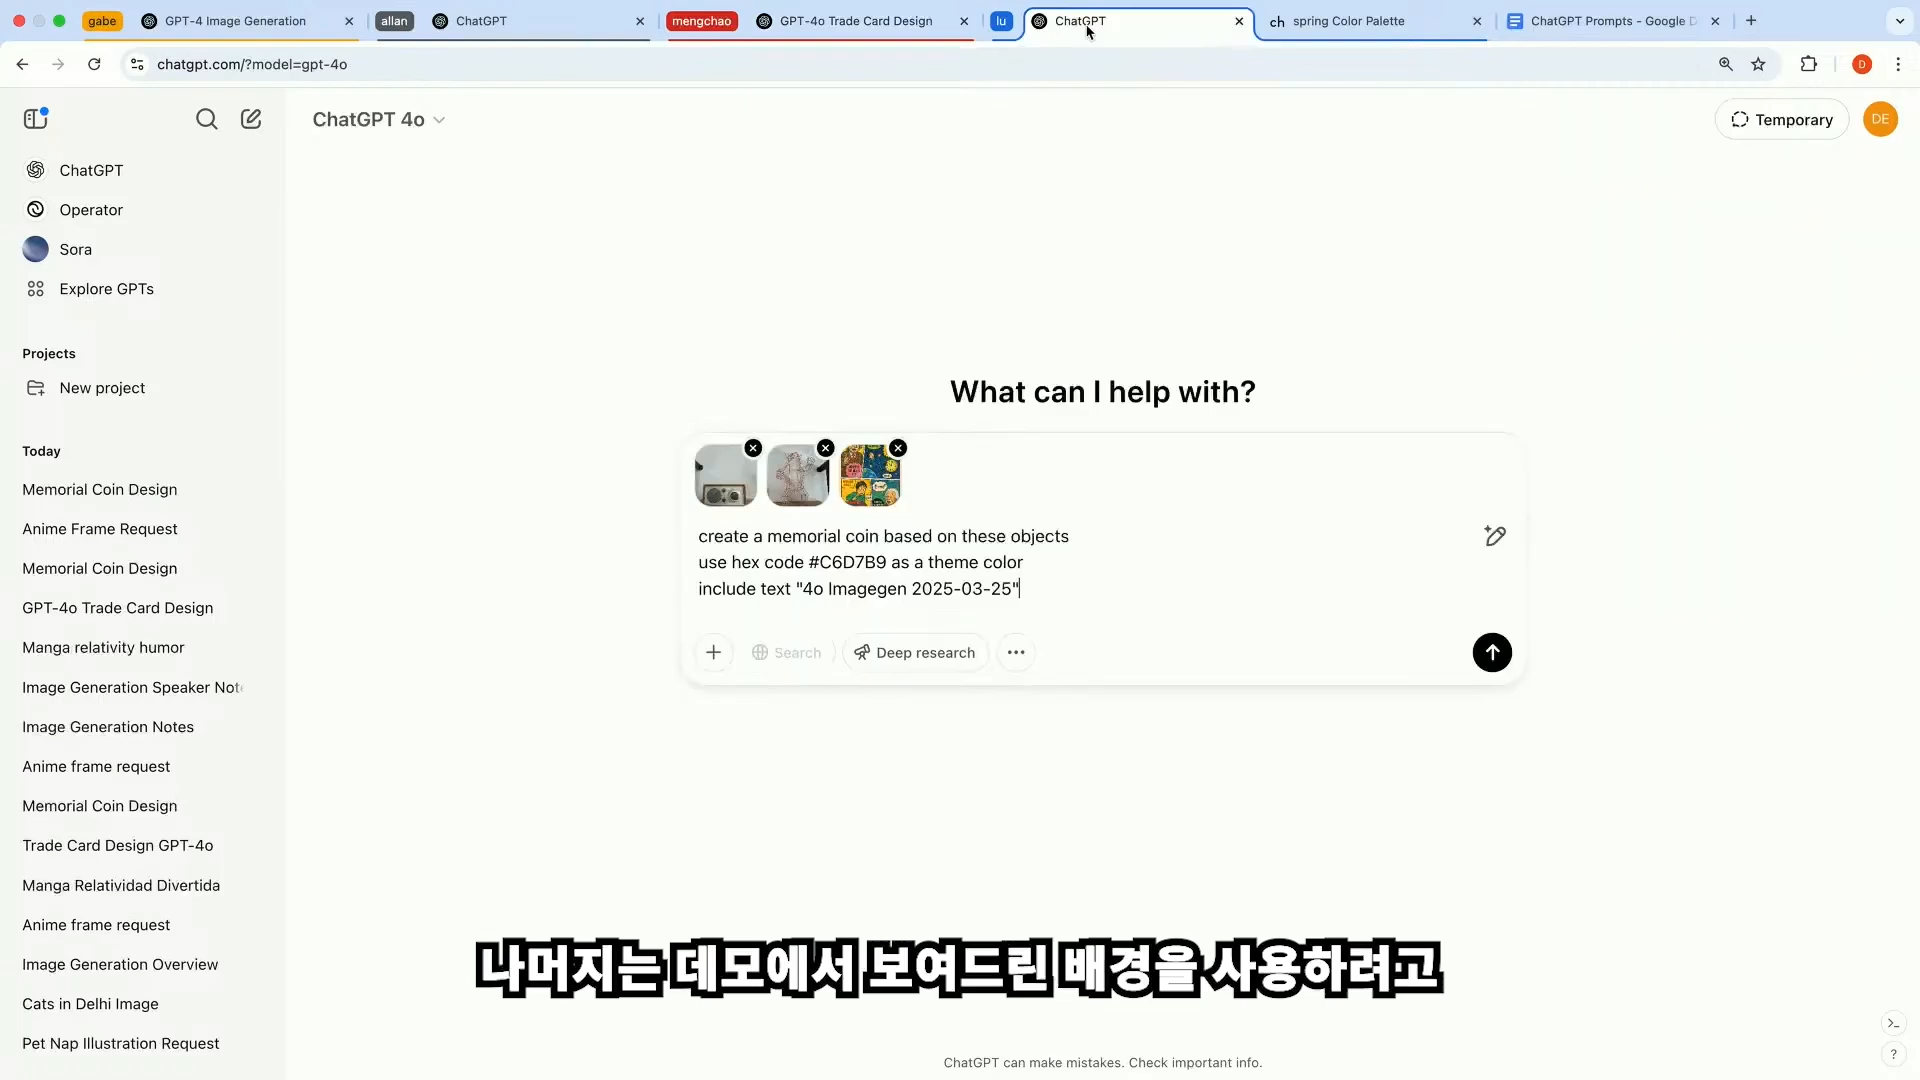 gabe
GPT-4 Image Generation
allan
ChatGPT
mengchao
GPT-4o Trade Card Design
lu
ChatGPT
ch
spring Color Palette
ChatGPT Prompts - Google D
chatgpt.com/?model=gpt-4o
D
ChatGPT 4o
Temporary
DE
ChatGPT
Operator
Sora
Explore GPTs
Projects
New project
Today
Memorial Coin Design
Anime Frame Request
Memorial Coin Design
GPT-4o Trade Card Design
Manga relativity humor
Image Generation Speaker Not
Image Generation Notes
Anime frame request
Memorial Coin Design
Trade Card Design GPT-4o
Manga Relatividad Divertida
Anime frame request
Image Generation Overview
Cats in Delhi Image
Pet Nap Illustration Request
What can I help with?
create a memorial coin based on these objects
use hex code #C6D7B9 as a theme color
include text "4o Imagegen 2025-03-25"
Search
Deep research
나머지는 데모에서 보여드린 배경을 사용하려고
ChatGPT can make mistakes. Check important info.
?